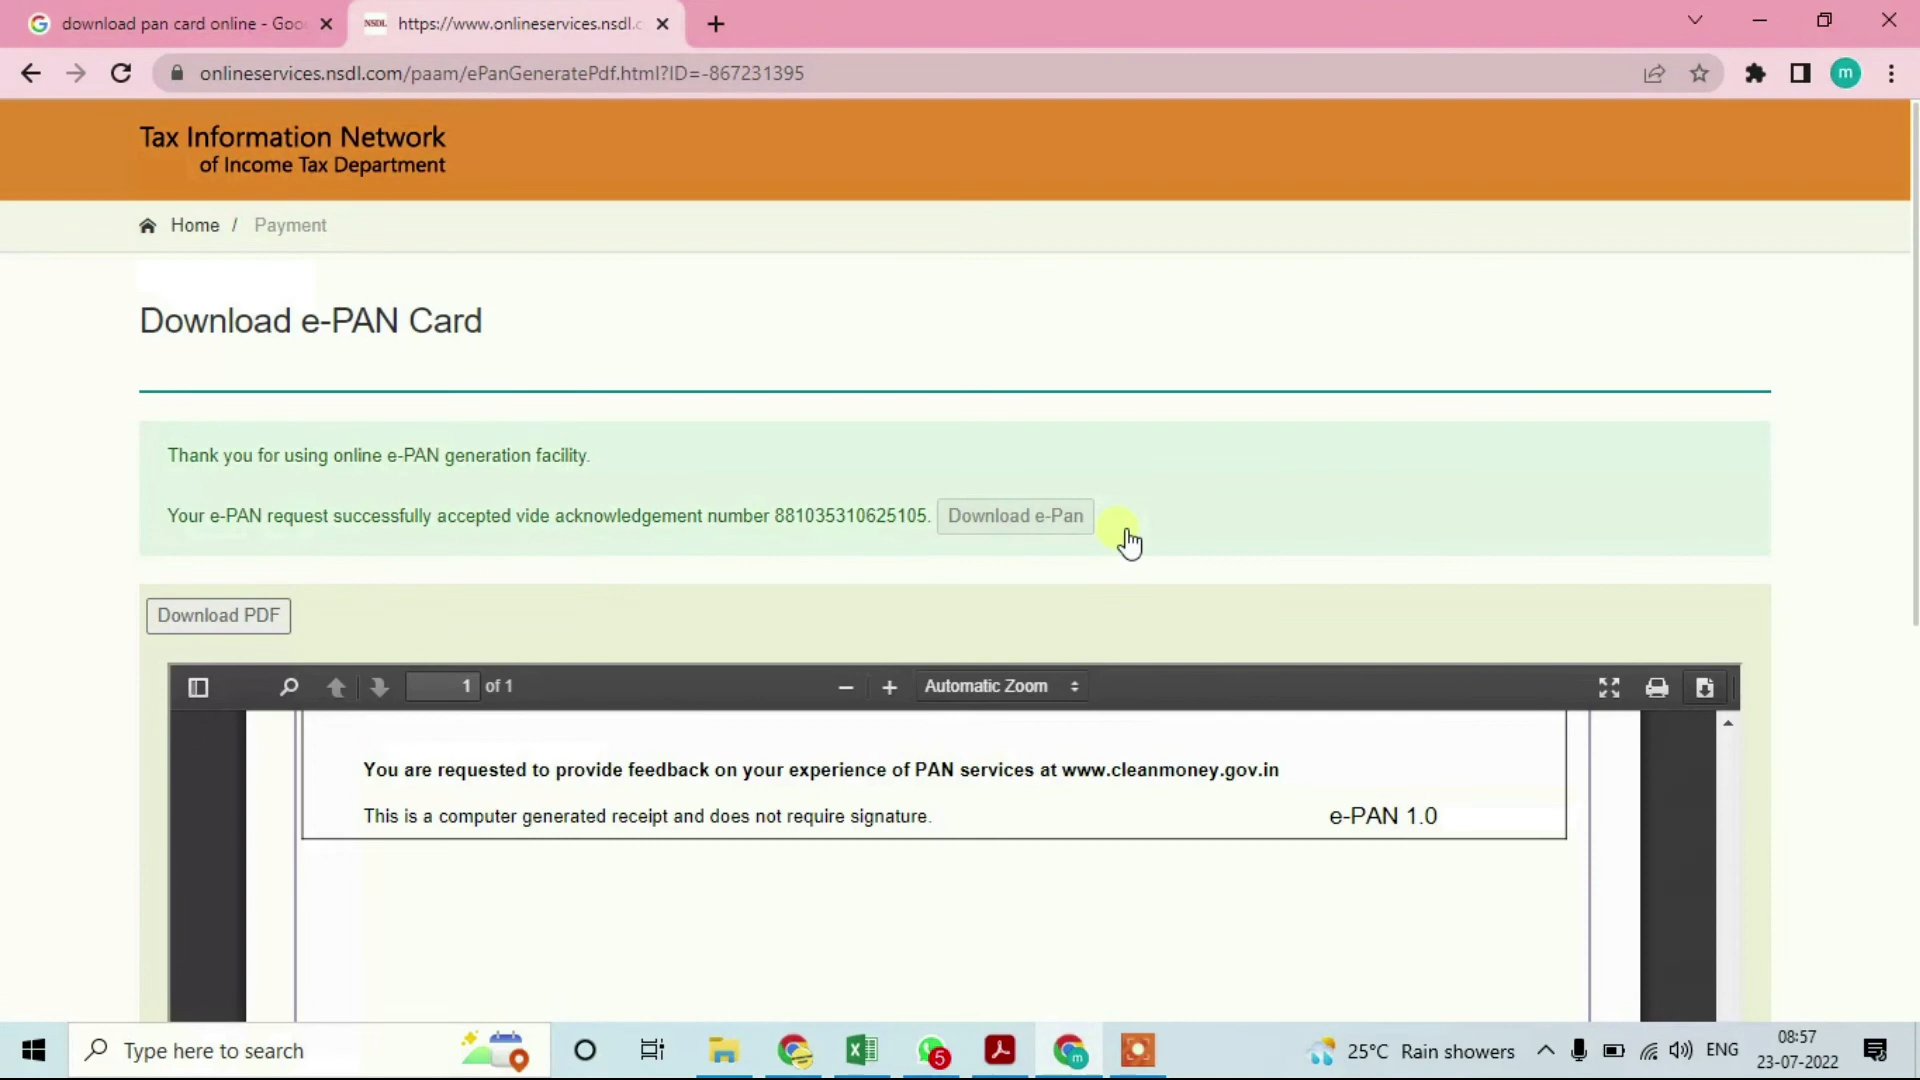 download pan card online - Goo
NSDL https://www.onlineservices.nsdl.c
onlineservices.nsdl.com/paam/ePanGeneratePdf.html?ID=-867231395
m
Tax Information Network
of Income Tax Department
Home / Payment
Download e-PAN Card
Thank you for using online e-PAN generation facility.
Your e-PAN request successfully accepted vide acknowledgement number 881035310625105. Download e-Pan
Download PDF
1 of 1 Automatic Zoom
You are requested to provide feedback on your experience of PAN services at www.cleanmoney.gov.in
This is a computer generated receipt and does not require signature. e-PAN 1.0
Type here to search
5
m
25°C Rain showers
ENG
08:57
23-07-2022